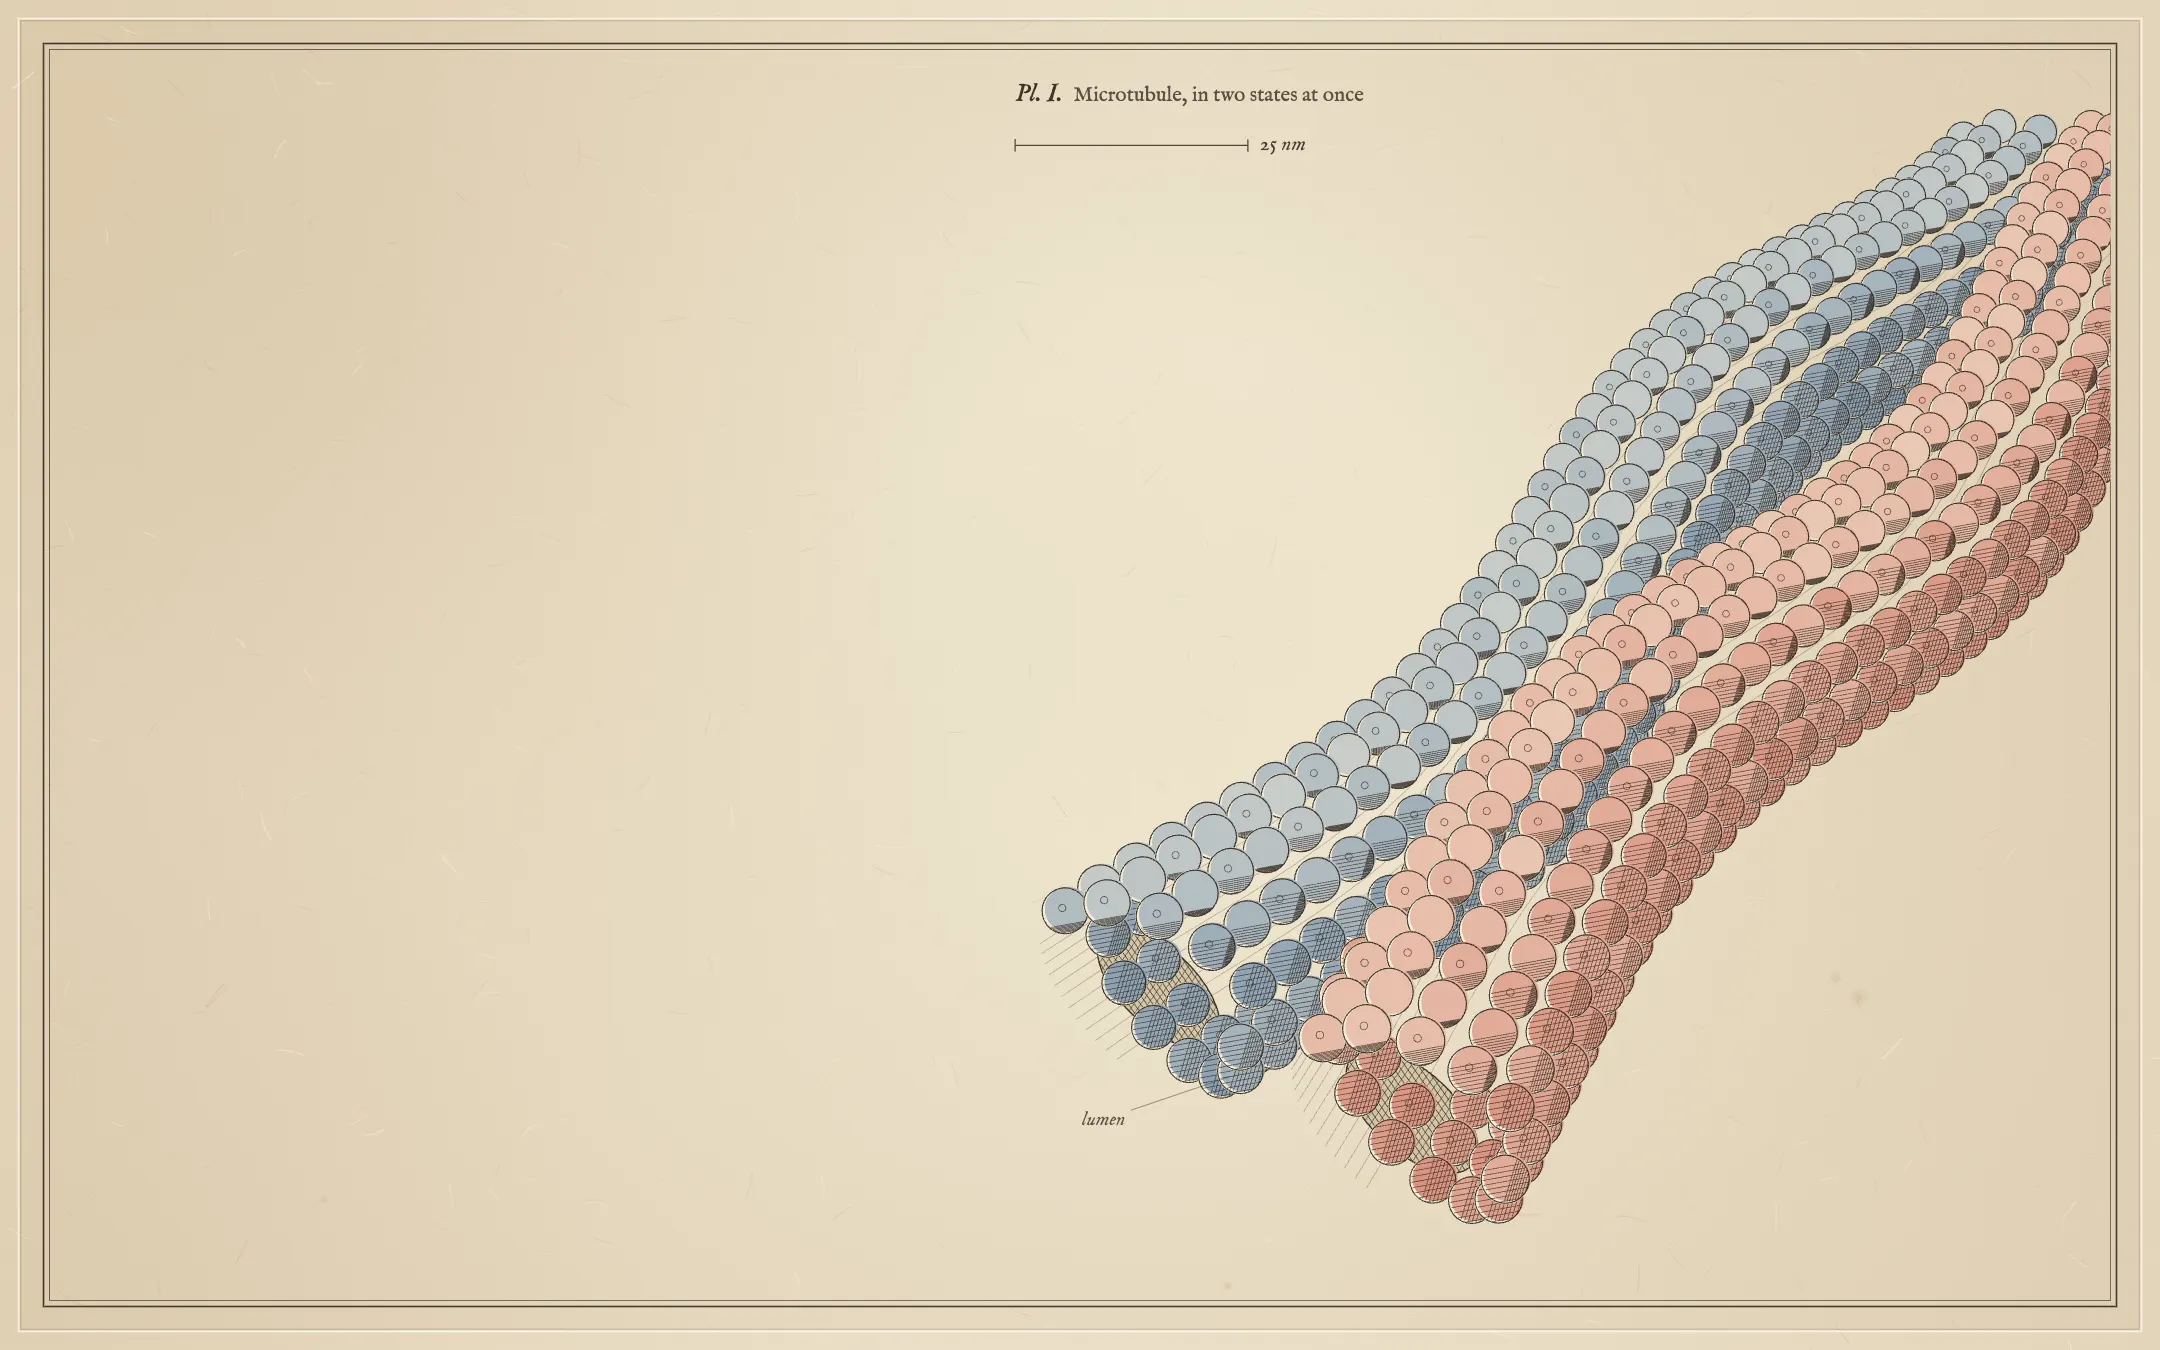 Pl. I. Microtubule, in two states at once
25 nm
lumen